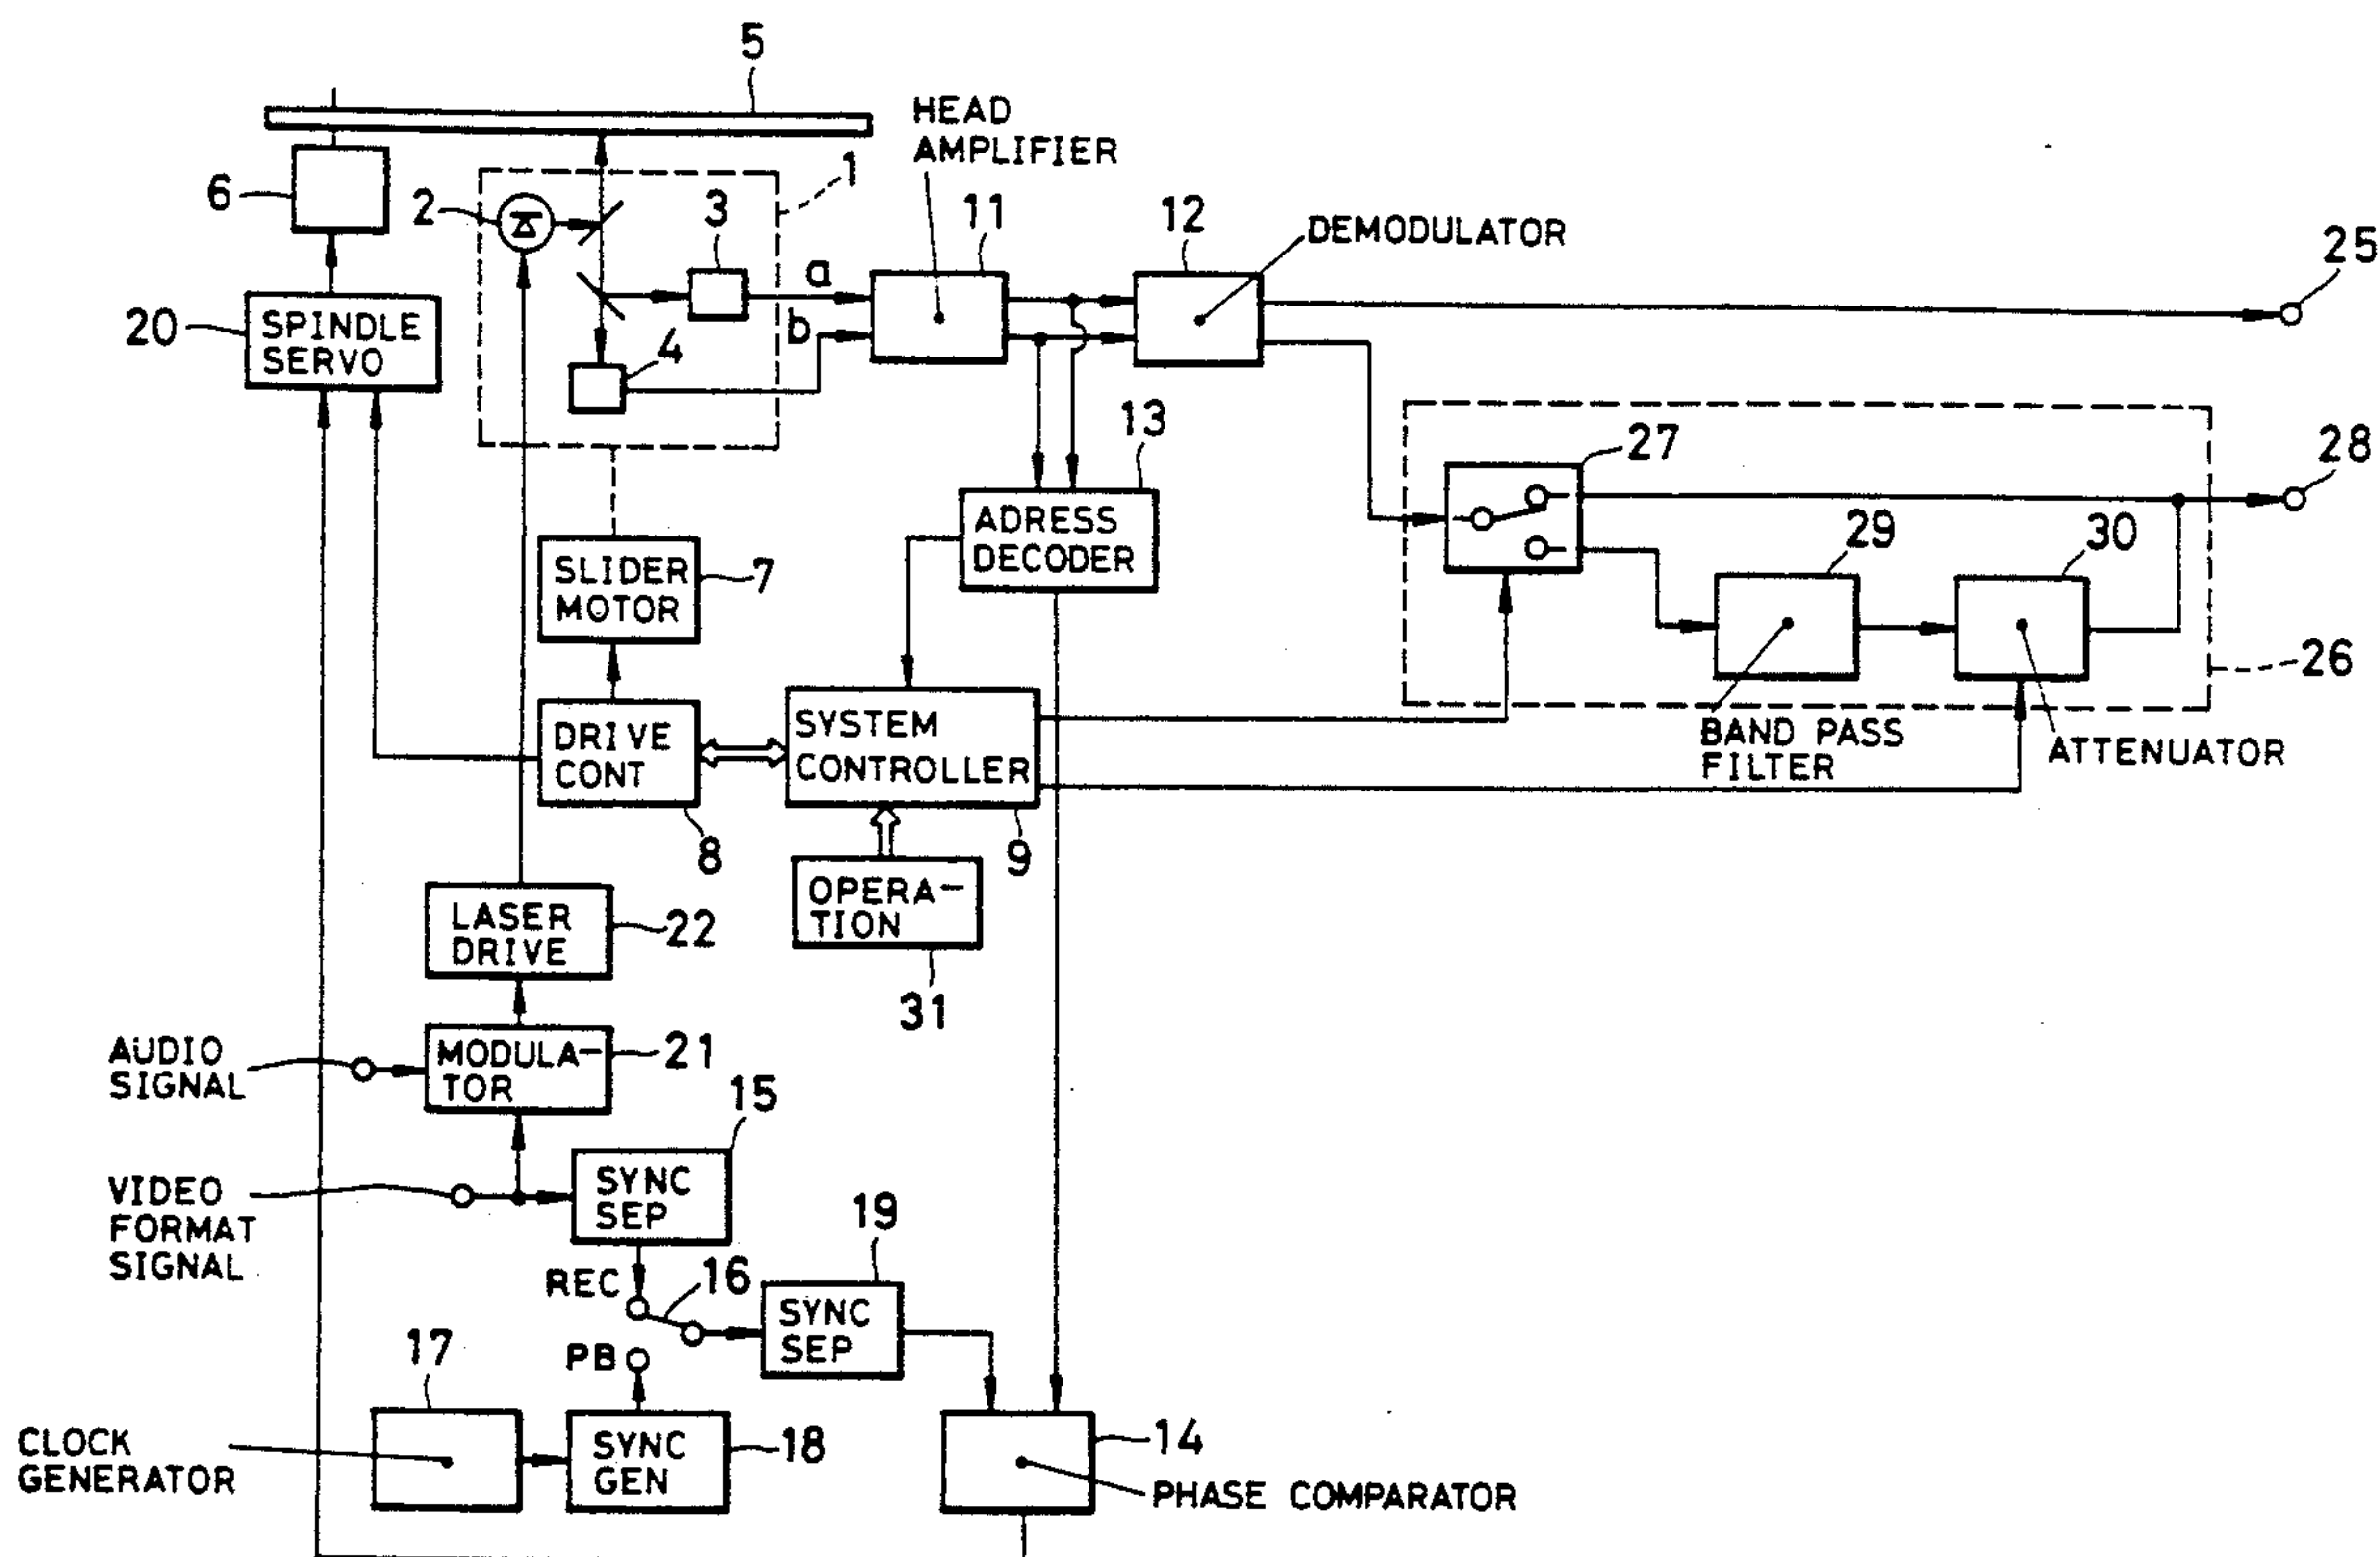 5
HEAD
AMPLIFIER
1
6
2
3
11
12
DEMODULATOR
25
a
b
20
SPINDLE
SERVO
4
13
27
28
ADRESS
DECODER
SLIDER
MOTOR
7
29
30
26
DRIVE
CONT
SYSTEM
CONTROLLER
BAND PASS
FILTER
ATTENUATOR
8
9
OPERA-
TION
31
LASER
DRIVE
22
AUDIO
SIGNAL
MODULA-
TOR
21
15
VIDEO
FORMAT
SIGNAL
SYNC
SEP
19
REC
16
SYNC
SEP
PB
17
CLOCK
GENERATOR
SYNC
GEN
18
14
PHASE COMPARATOR